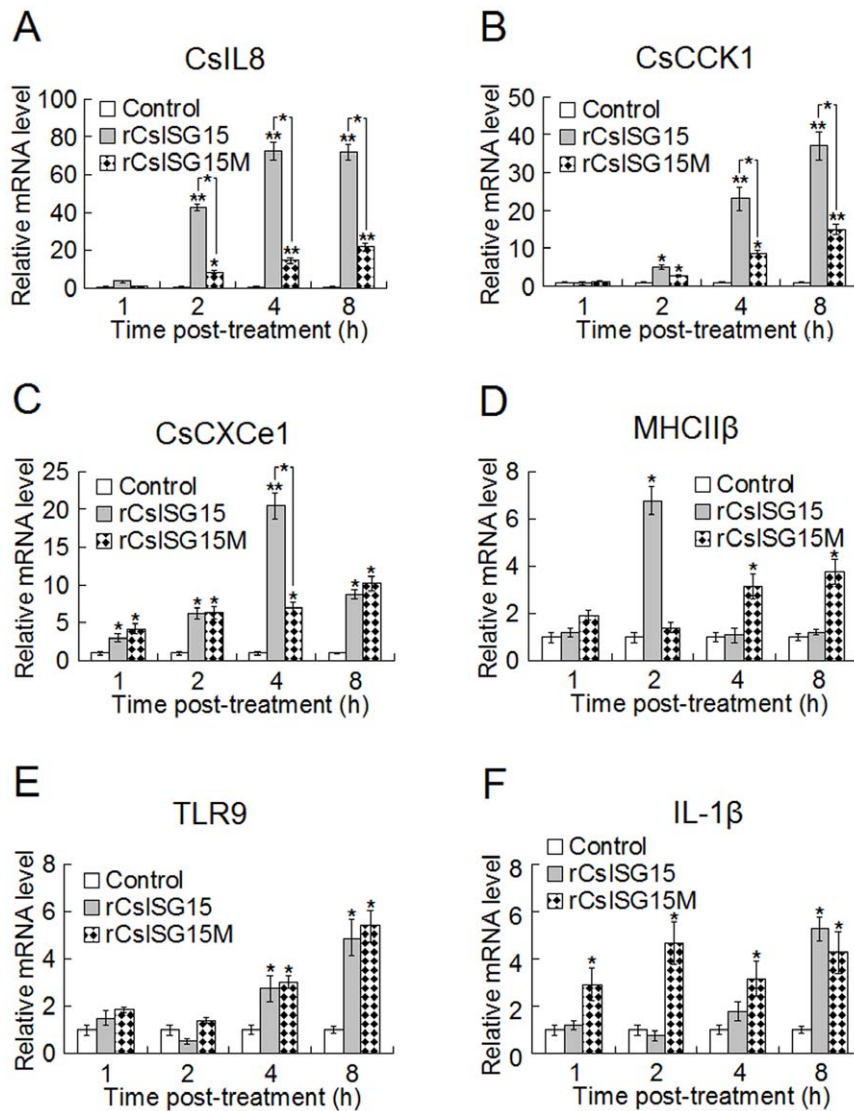 A
CsIL8
Relative mRNA level
100
80
60
40
20
0
Control
rCsISG15
rCsISG15M
* * *
** ** **
* ** **
1 2 4 8
Time post-treatment (h)
B
CsCCK1
Relative mRNA level
50
40
30
20
10
0
Control
rCsISG15
rCsISG15M
* *
* ** **
* * **
1 2 4 8
Time post-treatment (h)
C
CsCXCe1
Relative mRNA level
25
20
15
10
5
0
Control
rCsISG15
rCsISG15M
*
* * ** *
* * *
1 2 4 8
Time post-treatment (h)
D
MHCIIβ
Relative mRNA level
8
6
4
2
0
Control
rCsISG15
rCsISG15M
* * *
1 2 4 8
Time post-treatment (h)
E
TLR9
Relative mRNA level
8
6
4
2
0
Control
rCsISG15
rCsISG15M
* * * *
1 2 4 8
Time post-treatment (h)
F
IL-1β
Relative mRNA level
8
6
4
2
0
Control
rCsISG15
rCsISG15M
* * * * *
1 2 4 8
Time post-treatment (h)